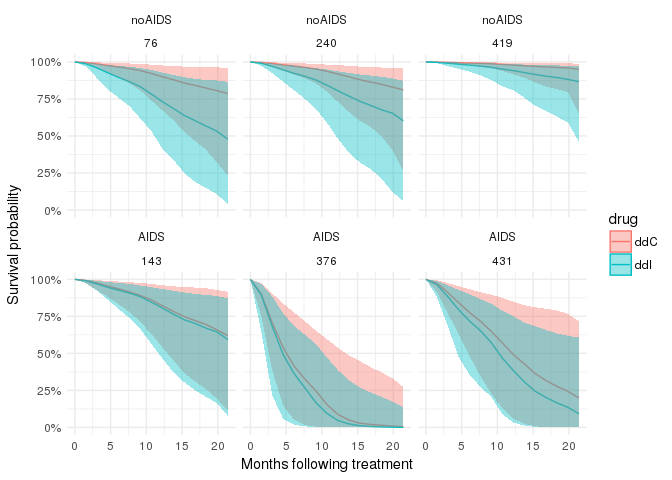 noAIDS noAIDS noAIDS
76 240 419
100%
75%
50%
25%
0%
AIDS AIDS AIDS
143 376 431
100%
75%
50%
25%
0%
0 5 10 15 20 0 5 10 15 20 0 5 10 15 20
Months following treatment
Survival probability
drug
ddC
ddI